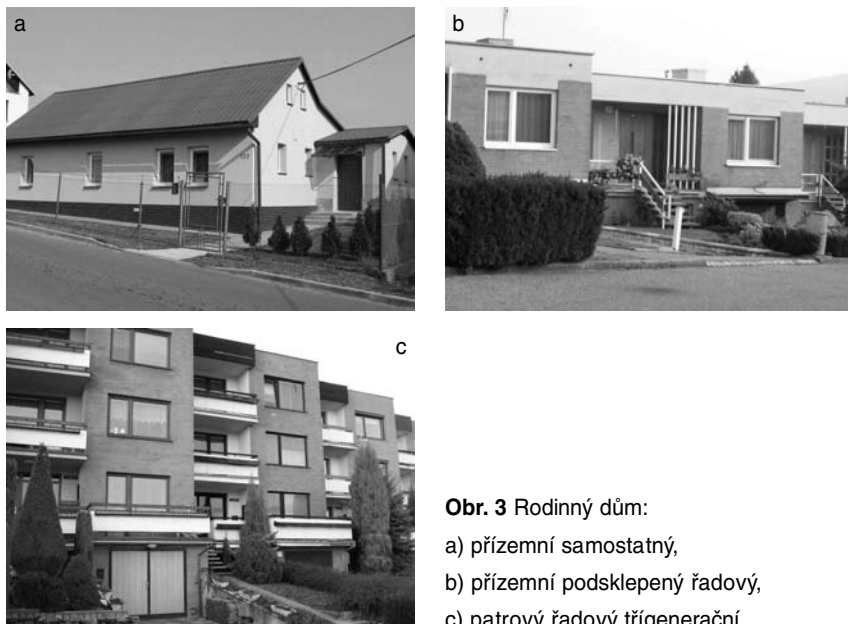 a
b
c
Obr. 3 Rodinný dům:
a) přízemní samostatný,
b) přízemní podsklepený řadový,
c) patrový řadový třígenerační